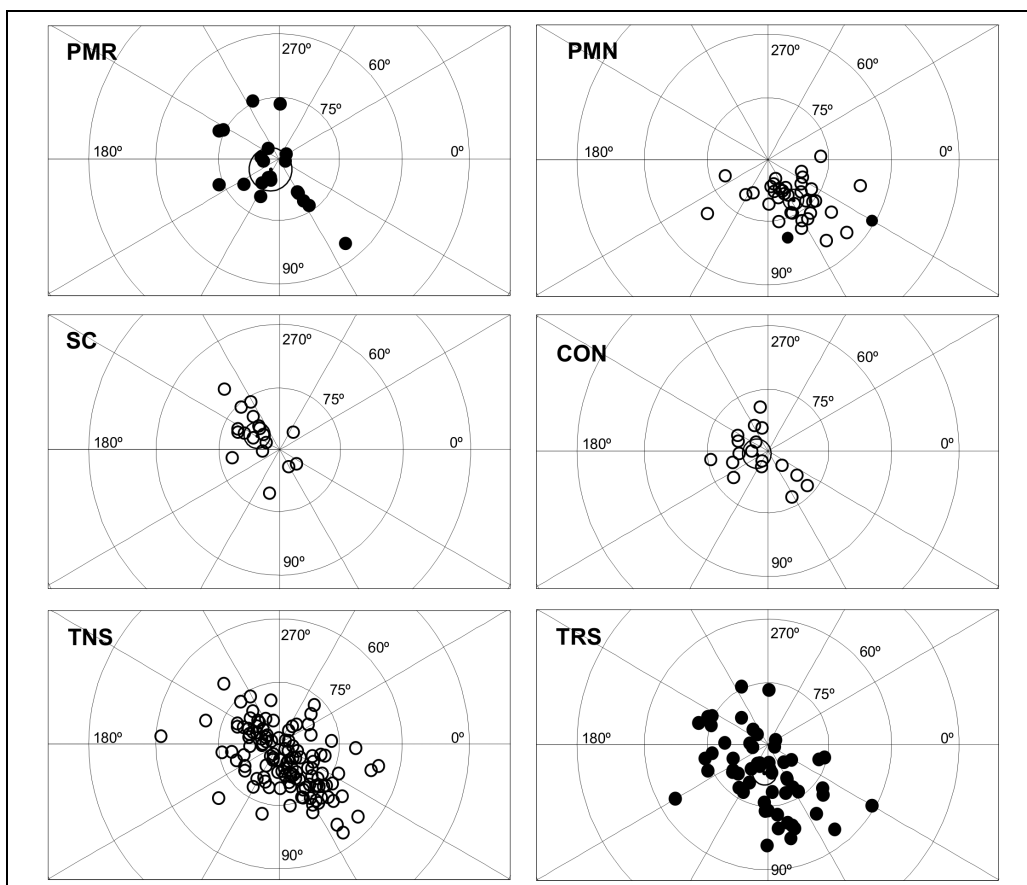 PMR 270º 60º 75º 180º 0º 90º
PMN 270º 60º 75º 180º 0º 90º
SC 270º 60º 75º 180º 0º 90º
CON 270º 60º 75º 180º 0º 90º
TNS 270º 60º 75º 180º 0º 90º
TRS 270º 60º 75º 180º 0º 90º